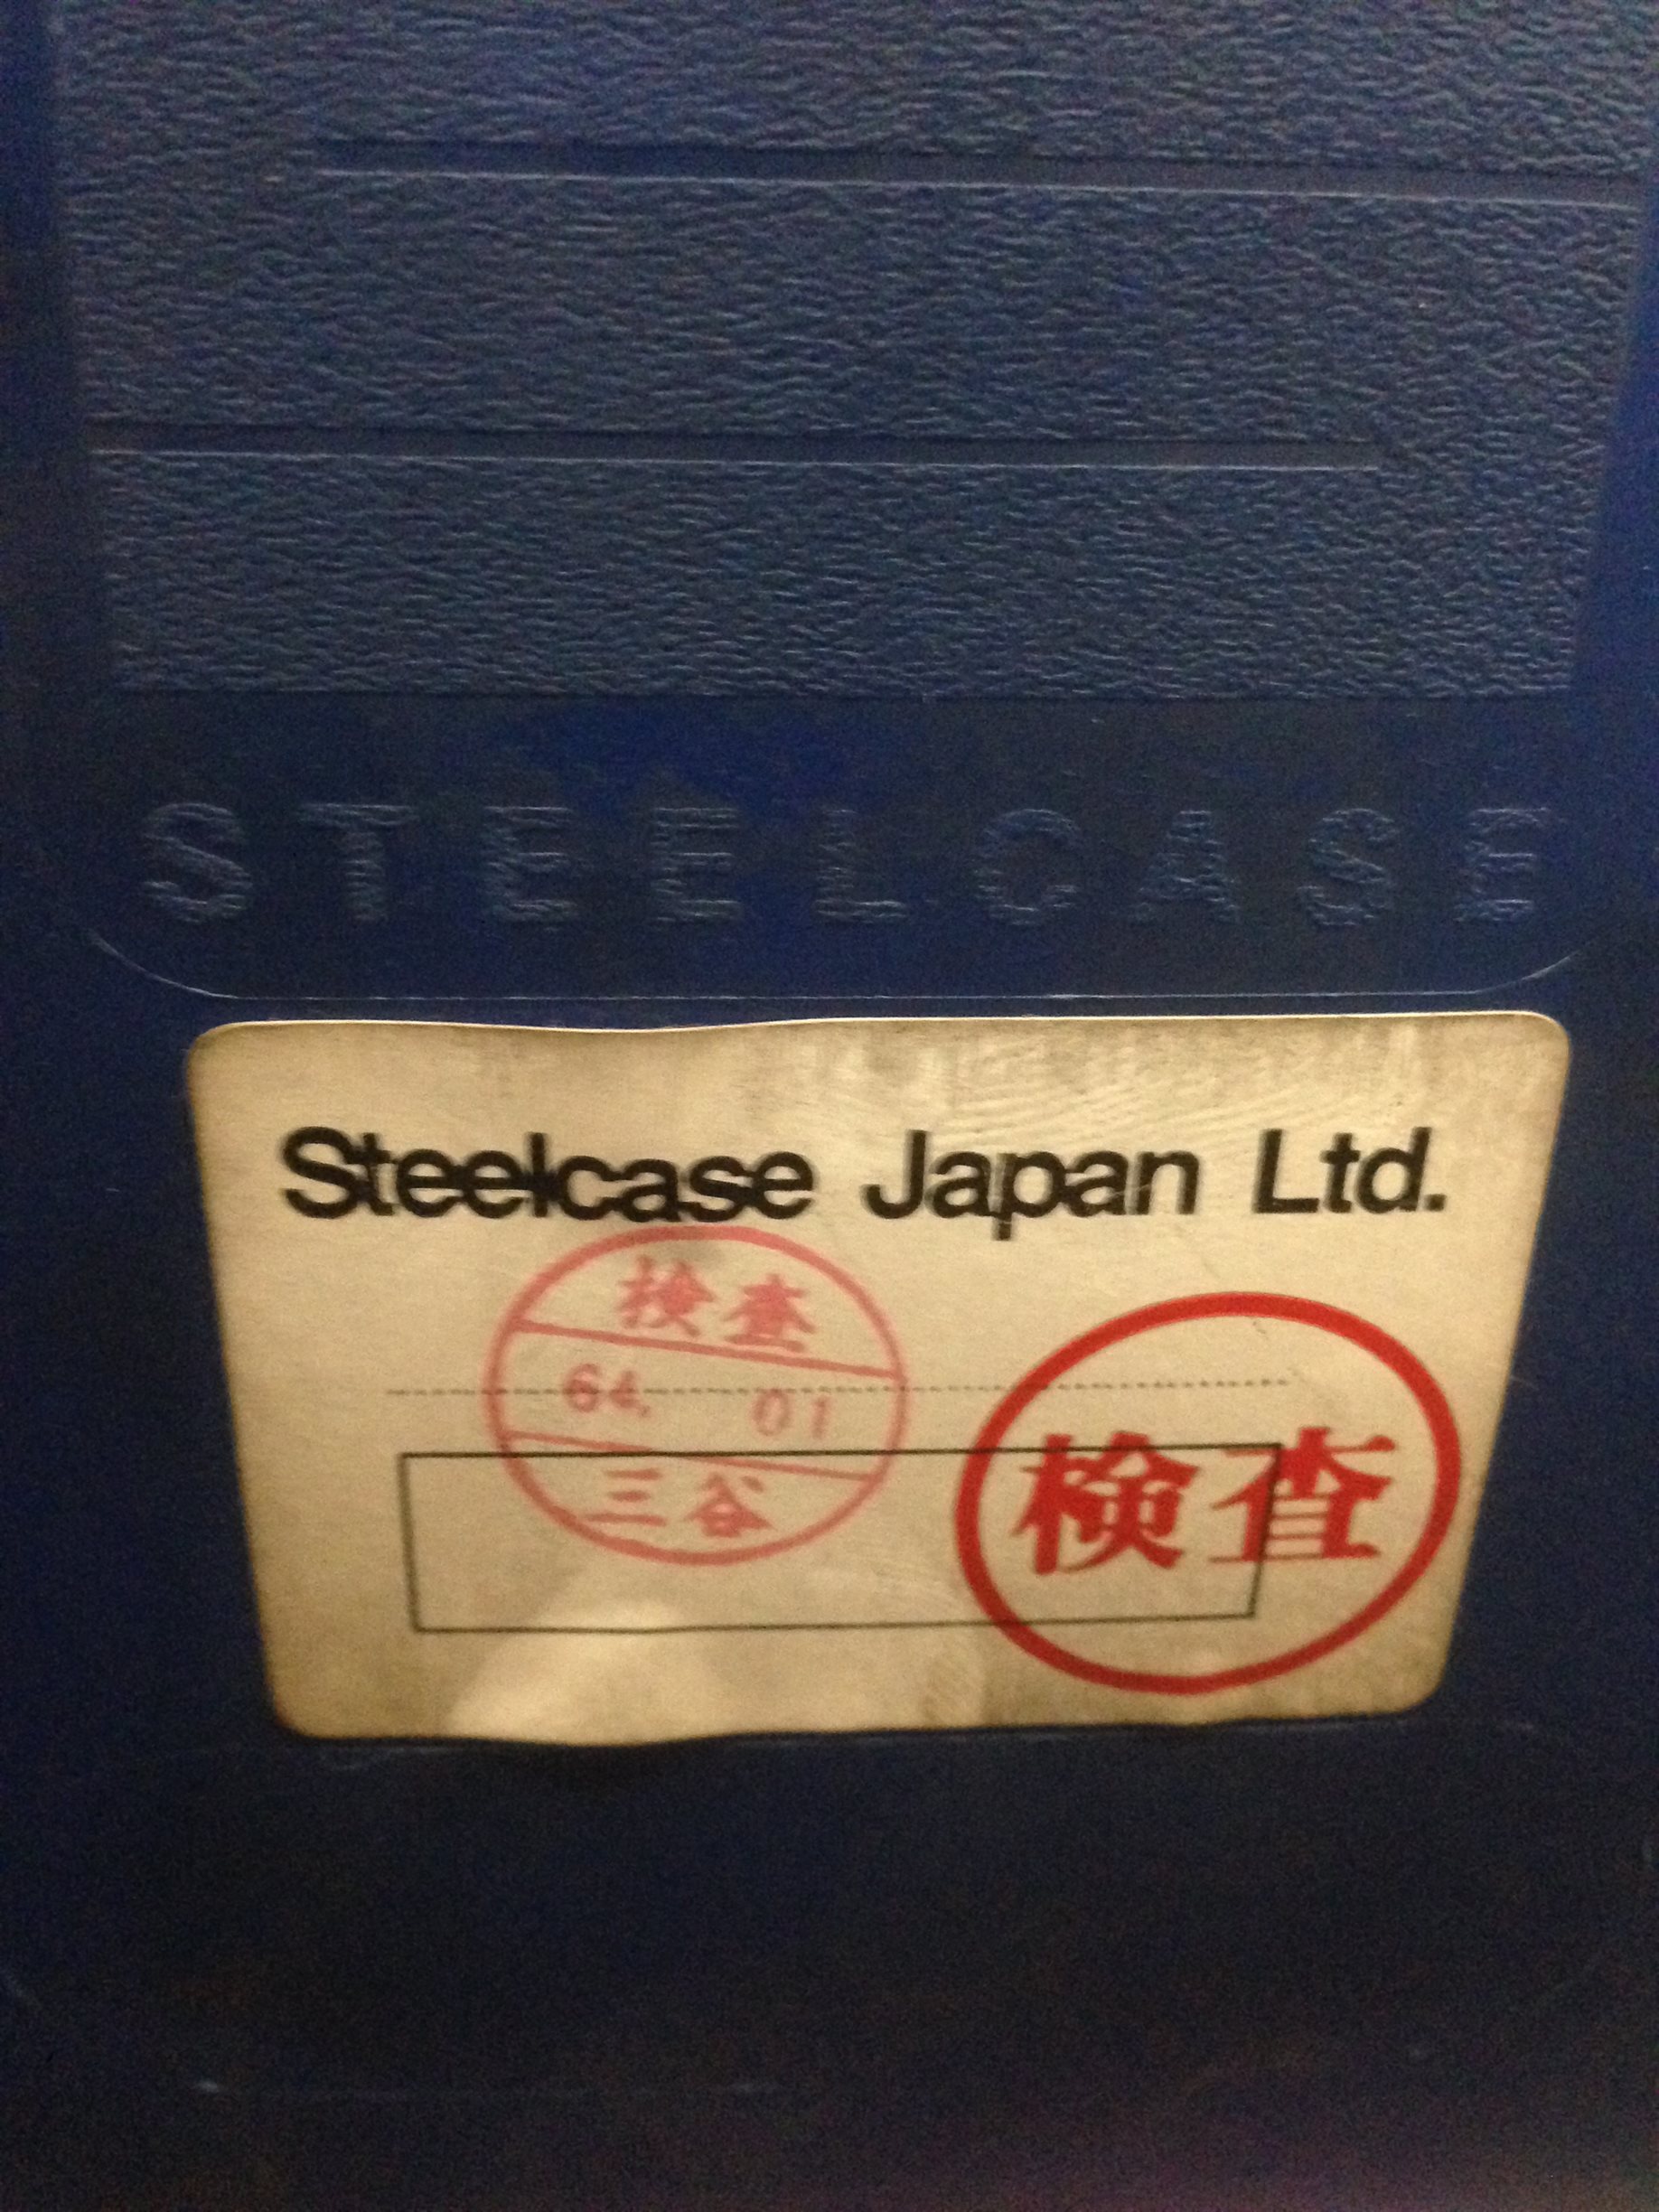 STEELCASE
Steelcase Japan Ltd.
検査
64. 01
三谷
検査